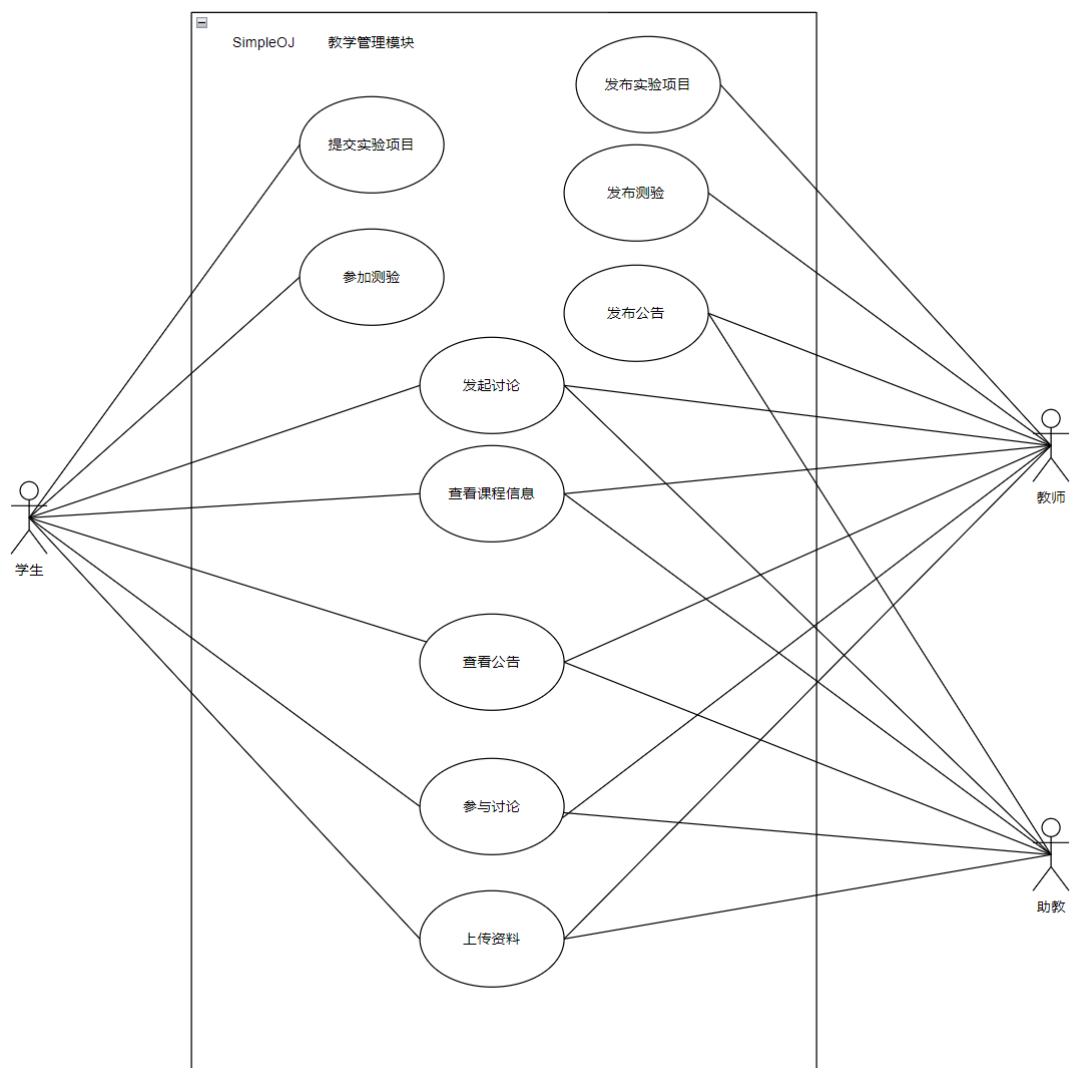 SimpleOJ 教学管理模块
发布实验项目
提交实验项目
发布测验
参加测验
发布公告
发起讨论
查看课程信息
教师
学生
查看公告
参与讨论
助教
上传资料